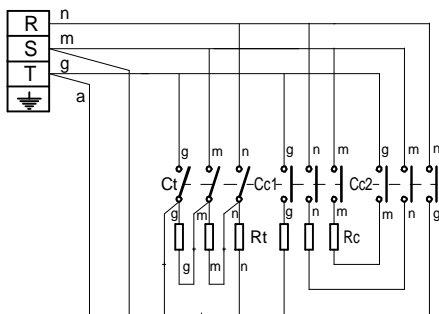 R n
S m
T g
a
g m n g n m g m n
Ct Cc1 Cc2
g m n g n m m n g
Rt Rc
g m n